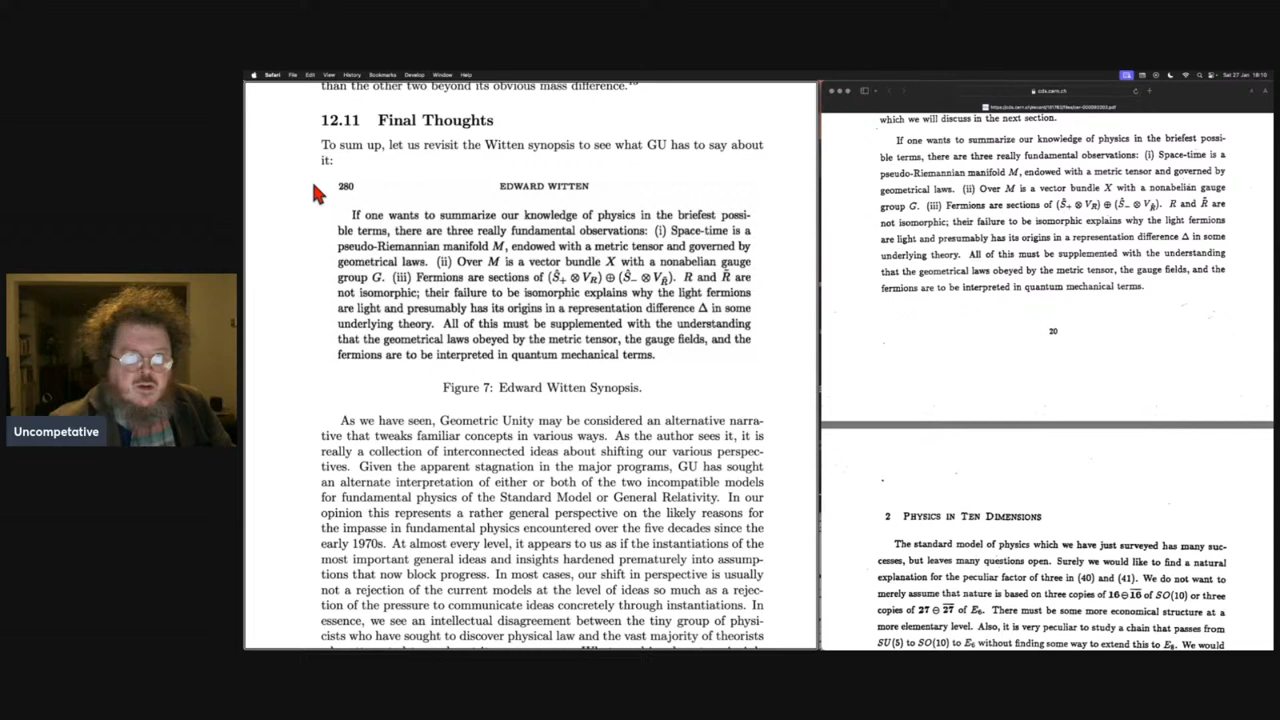 Safari File Edit View History Bookmarks Develop Window Help
Sat 27 Jan 18:10
than the other two beyond its obvious mass difference.
12.11 Final Thoughts
To sum up, let us revisit the Witten synopsis to see what GU has to say about
it:
280 EDWARD WITTEN
If one wants to summarize our knowledge of physics in the briefest possi-
ble terms, there are three really fundamental observations: (i) Space-time is a
pseudo-Riemannian manifold M, endowed with a metric tensor and governed by
geometrical laws. (ii) Over M is a vector bundle X with a nonabelian gauge
group G. (iii) Fermions are sections of (Ŝ₊ ⊗ V_R) ⊕ (Ŝ₋ ⊗ V_R̃). R and R̃ are
not isomorphic; their failure to be isomorphic explains why the light fermions
are light and presumably has its origins in a representation difference Δ in some
underlying theory. All of this must be supplemented with the understanding
that the geometrical laws obeyed by the metric tensor, the gauge fields, and the
fermions are to be interpreted in quantum mechanical terms.
Figure 7: Edward Witten Synopsis.
As we have seen, Geometric Unity may be considered an alternative narra-
tive that tweaks familiar concepts in various ways. As the author sees it, it is
really a collection of interconnected ideas about shifting our various perspec-
tives. Given the apparent stagnation in the major programs, GU has sought
an alternate interpretation of either or both of the two incompatible models
for fundamental physics of the Standard Model or General Relativity. In our
opinion this represents a rather general perspective on the likely reasons for
the impasse in fundamental physics encountered over the five decades since the
early 1970s. At almost every level, it appears to us as if the instantiations of the
most important general ideas and insights hardened prematurely into assump-
tions that now block progress. In most cases, our shift in perspective is usually
not a rejection of the current models at the level of ideas so much as a rejec-
tion of the pressure to communicate ideas concretely through instantiations. In
essence, we see an intellectual disagreement between the tiny group of physi-
cists who have sought to discover physical law and the vast majority of theorists
cds.cern.ch
which we will discuss in the next section.
If one wants to summarize our knowledge of physics in the briefest possi-
ble terms, there are three really fundamental observations: (i) Space-time is a
pseudo-Riemannian manifold M, endowed with a metric tensor and governed by
geometrical laws. (ii) Over M is a vector bundle X with a nonabelian gauge
group G. (iii) Fermions are sections of (Ŝ₊ ⊗ V_R) ⊕ (Ŝ₋ ⊗ V_R̃). R and R̃ are
not isomorphic; their failure to be isomorphic explains why the light fermions
are light and presumably has its origins in a representation difference Δ in some
underlying theory. All of this must be supplemented with the understanding
that the geometrical laws obeyed by the metric tensor, the gauge fields, and the
fermions are to be interpreted in quantum mechanical terms.
20
2 PHYSICS IN TEN DIMENSIONS
The standard model of physics which we have just surveyed has many suc-
cesses, but leaves many questions open. Surely we would like to find a natural
explanation for the peculiar factor of three in (40) and (41). We do not want to
merely assume that nature is based on three copies of 16 ⊖ 1̅6̅ of SO(10) or three
copies of 27 ⊖ 2̅7̅ of E₆. There must be some more economical structure at a
more elementary level. Also, it is very peculiar to study a chain that passes from
SU(5) to SO(10) to E₆ without finding some way to extend this to E₈. We would
Uncompetative